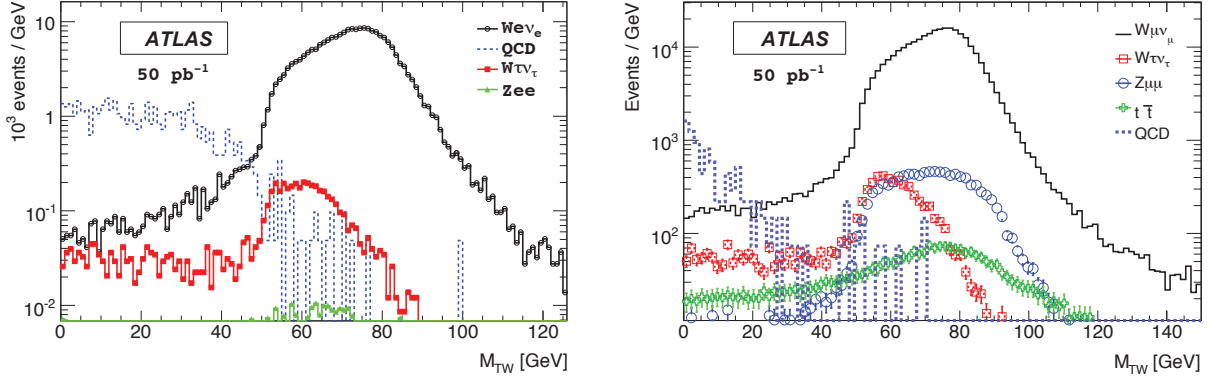 10³ events / GeV
10
1
10⁻¹
10⁻²
ATLAS
50 pb⁻¹
Weνₑ
QCD
Wτν_τ
Zee
0 20 40 60 80 100 120
M_TW [GeV]
Events / GeV
10⁴
10³
10²
ATLAS
50 pb⁻¹
Wμν_μ
Wτν_τ
Zμμ
t t̅
QCD
0 20 40 60 80 100 120 140
M_TW [GeV]